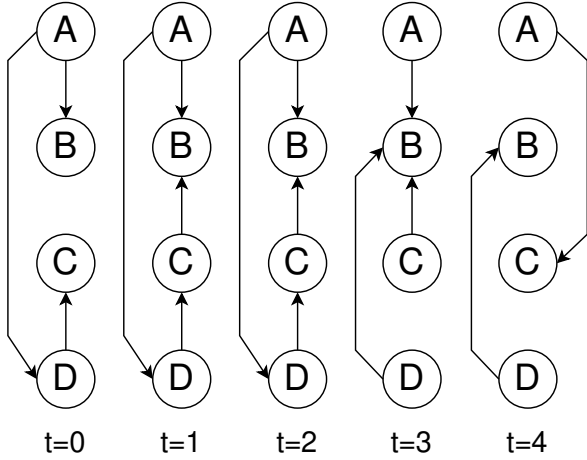 A A A A A
B B B B B
C C C C C
D D D D D
t=0 t=1 t=2 t=3 t=4